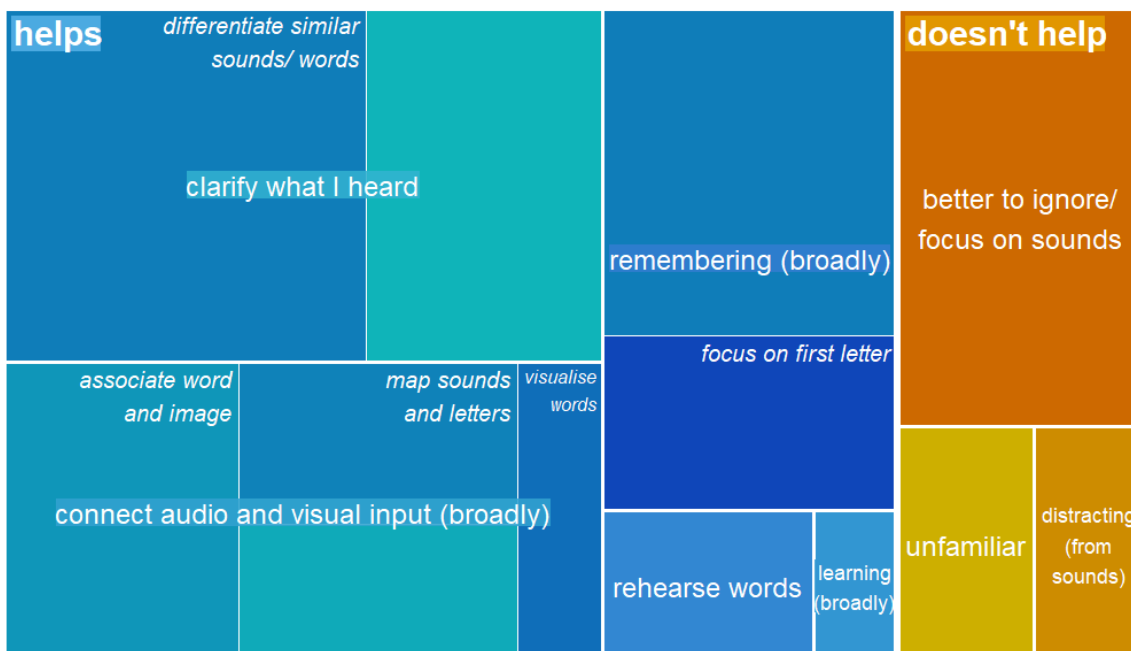 helps
differentiate similar
sounds/ words
clarify what I heard
associate word
and image
map sounds
and letters
visualise
words
connect audio and visual input (broadly)
remembering (broadly)
focus on first letter
rehearse words
learning
(broadly)
doesn't help
better to ignore/
focus on sounds
unfamiliar
distracting
(from
sounds)